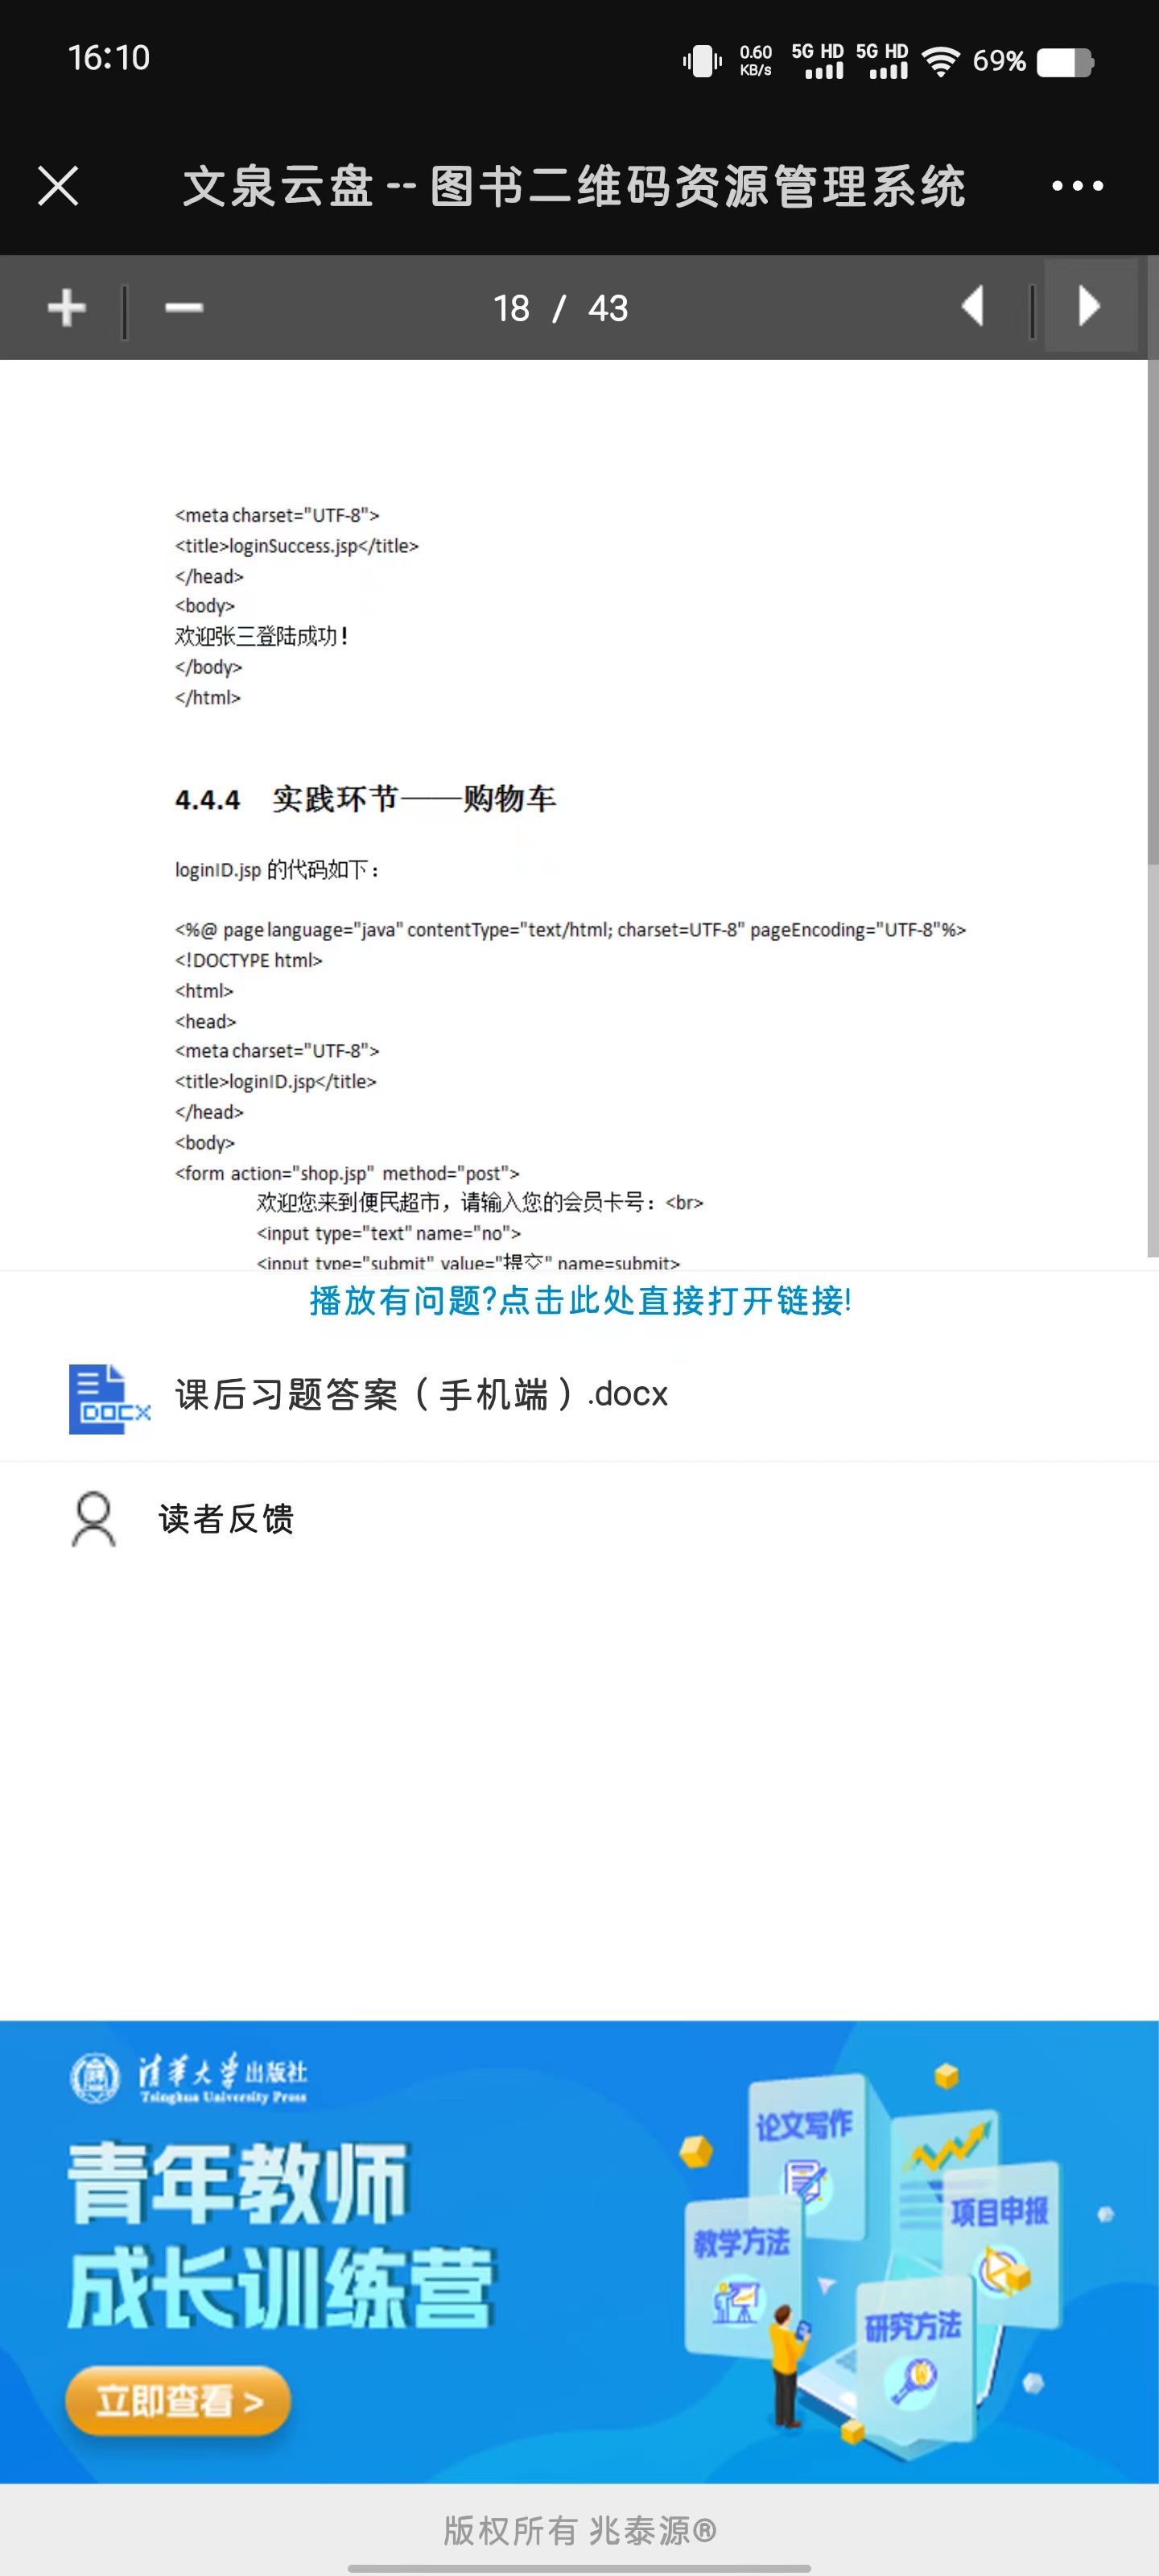 16:10
0.60 KB/s 5G HD 5G HD 69%
文泉云盘--图书二维码资源管理系统
18 / 43
<meta charset="UTF-8">
<title>loginSuccess.jsp</title>
</head>
<body>
欢迎张三登陆成功！
</body>
</html>
4.4.4 实践环节——购物车
loginID.jsp 的代码如下：
<%@ page language="java" contentType="text/html; charset=UTF-8" pageEncoding="UTF-8"%>
<!DOCTYPE html>
<html>
<head>
<meta charset="UTF-8">
<title>loginID.jsp</title>
</head>
<body>
<form action="shop.jsp" method="post">
欢迎您来到便民超市，请输入您的会员卡号：<br>
<input type="text" name="no">
<input type="submit" value="提交" name=submit>
播放有问题?点击此处直接打开链接!
DOCX
课后习题答案（手机端）.docx
读者反馈
清华大学出版社
Tsinghua University Press
青年教师
成长训练营
立即查看 >
论文写作
项目申报
教学方法
研究方法
版权所有 兆泰源®